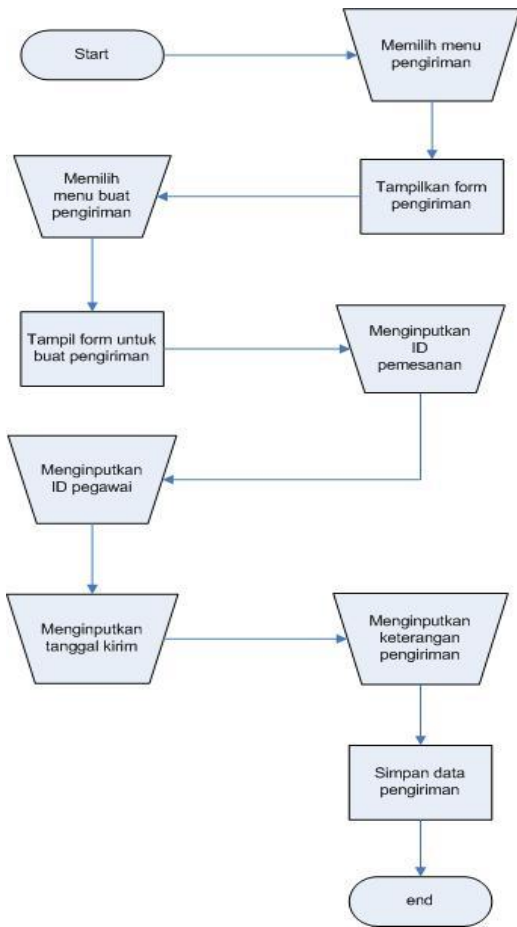 Start
Memilih menu
pengiriman
Tampilkan form
pengiriman
Memilih
menu buat
pengiriman
Tampil form untuk
buat pengiriman
Menginputkan
ID
pemesanan
Menginputkan
ID pegawai
Menginputkan
tanggal kirim
Menginputkan
keterangan
pengiriman
Simpan data
pengiriman
end